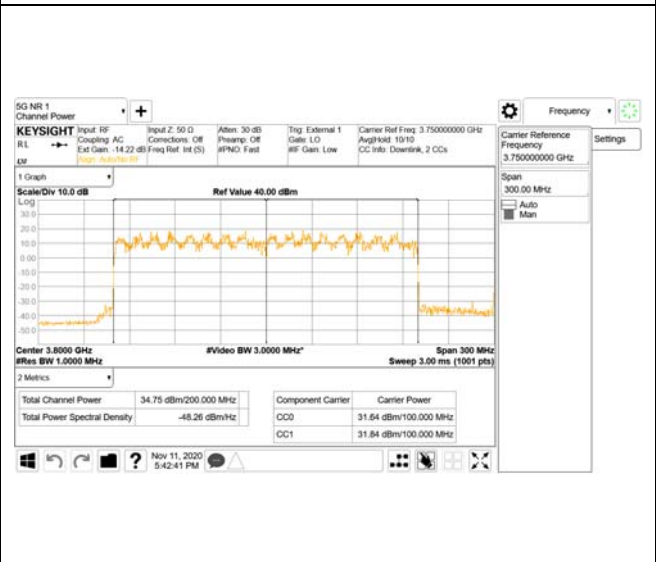 5G NR 1
Channel Power
Frequency
KEYSIGHT
RL
Input: RF
Coupling: AC
Ext Gain: -14.22 dB
Align: Auto/No RF
Input Z: 50 Ω
Corrections: Off
Freq Ref: Int (S)
Atten: 30 dB
Preamp: Off
#PNO: Fast
Trig: External 1
Gate: LO
#IF Gain: Low
Carrier Ref Freq: 3.750000000 GHz
Avg|Hold: 10/10
CC Info: Downlink, 2 CCs
Carrier Reference
Frequency
3.750000000 GHz
Settings
Span
300.00 MHz
Auto
Man
1 Graph
Scale/Div 10.0 dB
Ref Value 40.00 dBm
Log
30.0
20.0
10.0
0.00
-10.0
-20.0
-30.0
-40.0
-50.0
Center 3.8000 GHz
#Video BW 3.0000 MHz*
Span 300 MHz
#Res BW 1.0000 MHz
Sweep 3.00 ms (1001 pts)
2 Metrics
Total Channel Power 34.75 dBm/200.000 MHz
Total Power Spectral Density -48.26 dBm/Hz
Component Carrier Carrier Power
CC0 31.64 dBm/100.000 MHz
CC1 31.84 dBm/100.000 MHz
?
Nov 11, 2020
5:42:41 PM